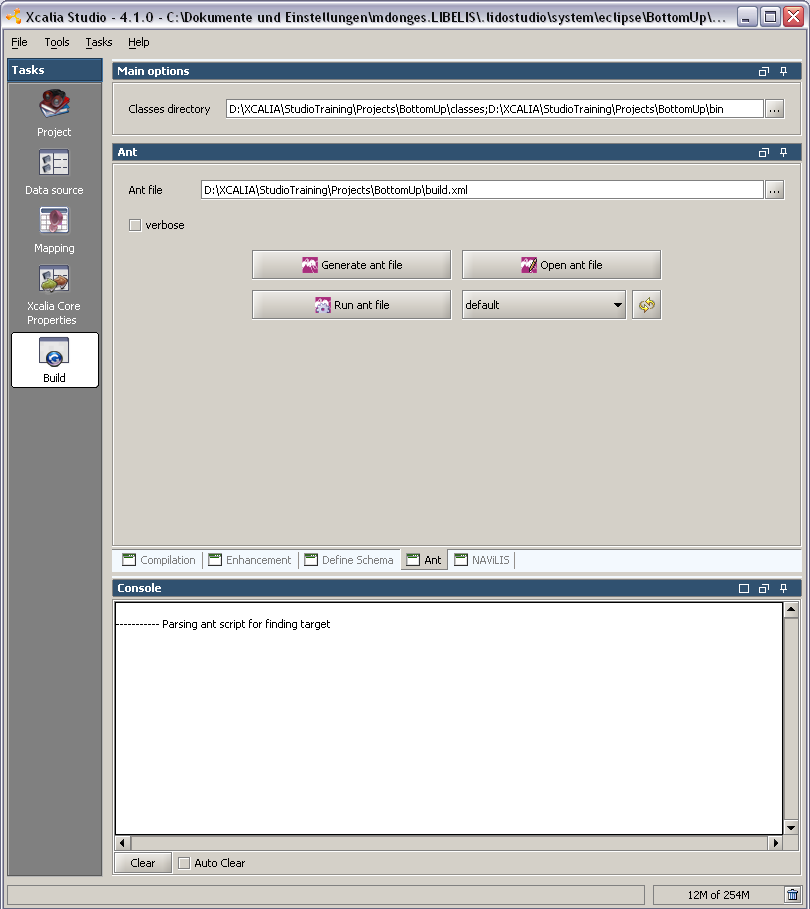 Xcalia Studio - 4.1.0 - C:\Dokumente und Einstellungen\mdonges.LIBELIS\.lidostudio\system\eclipse\BottomUp\...
File Tools Tasks Help
Tasks
Project
Data source
Mapping
Xcalia Core
Properties
Build
Main options
Classes directory D:\XCALIA\StudioTraining\Projects\BottomUp\classes;D:\XCALIA\StudioTraining\Projects\BottomUp\bin ...
Ant
Ant file D:\XCALIA\StudioTraining\Projects\BottomUp\build.xml ...
verbose
Generate ant file Open ant file
Run ant file default
Compilation Enhancement Define Schema Ant NAViLIS
Console
----------- Parsing ant script for finding target
Clear Auto Clear
12M of 254M